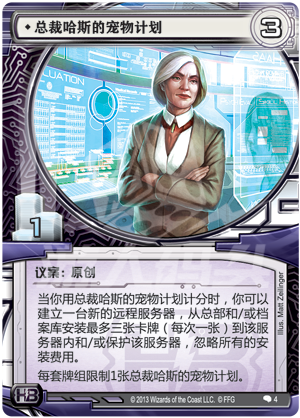 ◆ 总裁哈斯的宠物计划
3
VALUATION
1
议案：原创
当你用总裁哈斯的宠物计划计分时，你可以
建立一台新的远程服务器，从总部和/或档
案库安装最多三张卡牌（每次一张）到该服
务器内和/或保护该服务器，忽略所有的安
装费用。
每套牌组限制1张总裁哈斯的宠物计划。
Illus. Matt Zeilinger
HB
© 2013 Wizards of the Coast LLC. © FFG
4